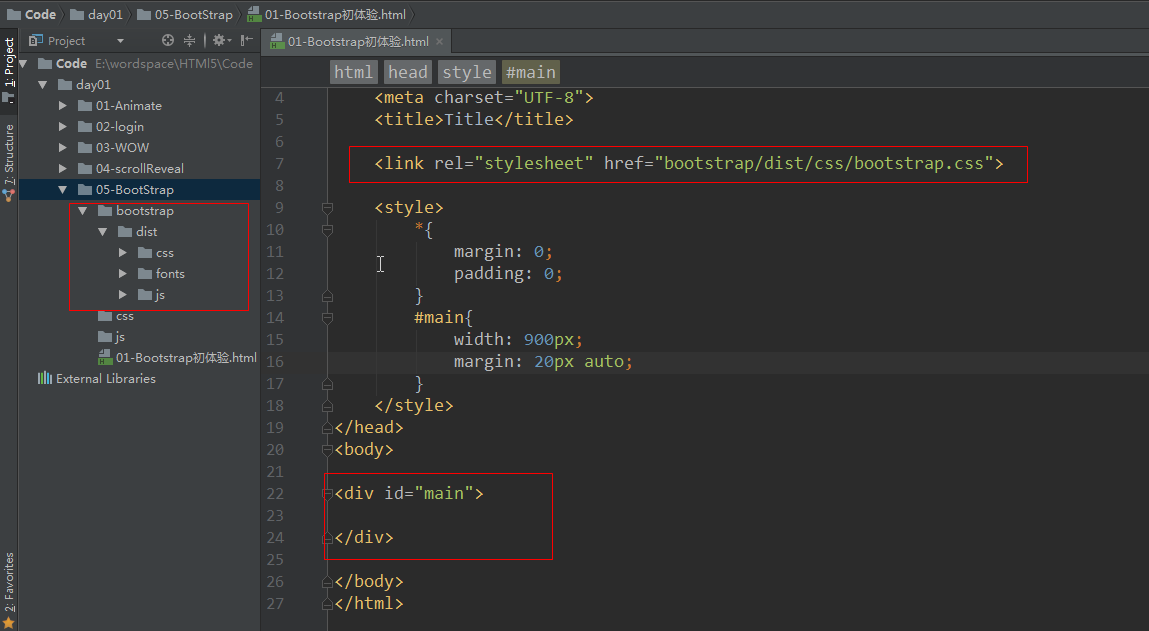 Code day01 05-BootStrap 01-Bootstrap初体验.html
1: Project
7: Structure
2: Favorites
Project
Code E:\wordspace\HTMl5\Code
day01
01-Animate
02-login
03-WOW
04-scrollReveal
05-BootStrap
bootstrap
dist
css
fonts
js
css
js
01-Bootstrap初体验.html
External Libraries
01-Bootstrap初体验.html ×
html head style #main
4 <meta charset="UTF-8">
5 <title>Title</title>
6
7 <link rel="stylesheet" href="bootstrap/dist/css/bootstrap.css">
8
9 <style>
10 *{
11 margin: 0;
12 padding: 0;
13 }
14 #main{
15 width: 900px;
16 margin: 20px auto;
17 }
18 </style>
19 </head>
20 <body>
21
22 <div id="main">
23
24 </div>
25
26 </body>
27 </html>